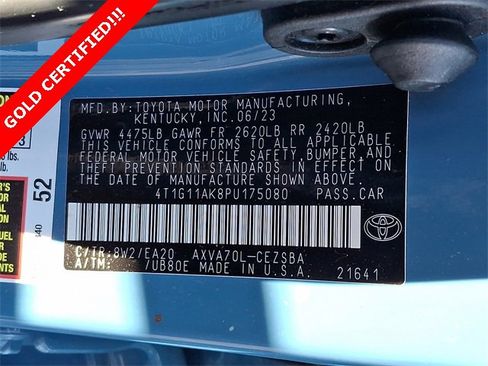 GOLD CERTIFIED!!!
MFD.BY:TOYOTA MOTOR MANUFACTURING,
KENTUCKY,INC.06/23
GVWR 4475LB GAWR FR 2620LB RR 2420LB
THIS VEHICLE CONFORMS TO ALL APPLICABLE
FEDERAL MOTOR VEHICLE SAFETY,BUMPER,AND
THEFT PREVENTION STANDARDS IN EFFECT ON
THE DATE OF MANUFACTURE SHOWN ABOVE.
4T1G11AK8PU175080 PASS.CAR
C/TR:8W2/EA20 AXVA70L-CEZSBA
A/TM: /UB80E MADE IN U.S.A. 21641
TOYOTA
52